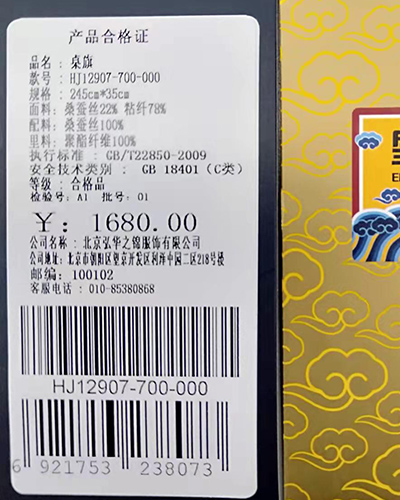 产品合格证
品名：桌旗
款号：HJ12907-700-000
规格：245cm*35cm
面料：桑蚕丝22% 粘纤78%
配料：桑蚕丝100%
里料：聚酯纤维100%
执行标准：GB/T22850-2009
安全技术类别： GB 18401（C类）
等级：合格品
检验号：A1 批号：01
¥：1680.00
公司名称：北京弘华之锦服饰有限公司
公司地址：北京市朝阳区望京开发区利泽中园二区218号楼
邮编：100102
客服电话：010-85380868
HJ12907-700-000
6 921753 238073